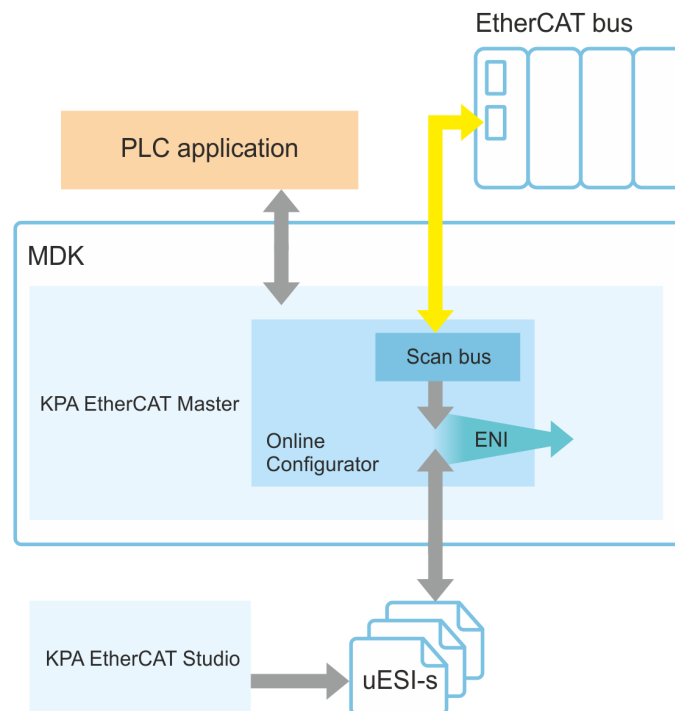 EtherCAT bus
PLC application
MDK
Scan bus
KPA EtherCAT Master
ENI
Online
Configurator
KPA EtherCAT Studio
uESI-s